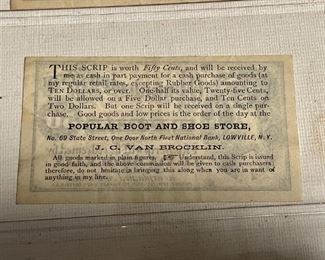 THIS SCRIP is worth Fifty Cents, and will be received by
me as cash in part payment for a cash purchase of goods (at
my regular retail rates, excepting Rubber Goods) amounting to
TEN DOLLARS, or over. One-half its value, Twenty-five Cents,
will be allowed on a Five Dollar purchase, and Ten Cents on
Two Dollars. But one Scrip will be received on a single pur-
chase. Good goods and low prices is the order of the day at the
POPULAR BOOT AND SHOE STORE,
No. 69 State Street, One Door North First National Bank, LOWVILLE, N.Y.
J. C. VAN BROCKLIN.
All goods marked in plain figures. ☞ Understand, this Scrip is issued
in good faith, and the above commission will be given to cash purchasers
therefore, do not hesitate in bringing this along when you are in want of
anything in my line.